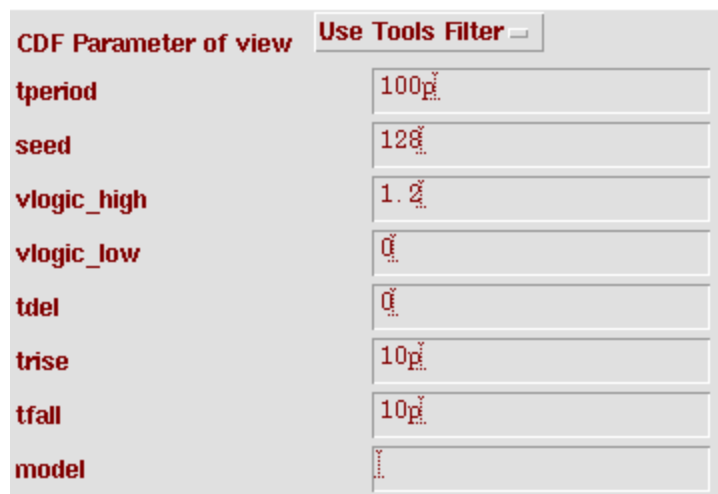 CDF Parameter of view Use Tools Filter
tperiod 100p
seed 128
vlogic_high 1.2
vlogic_low 0
tdel 0
trise 10p
tfall 10p
model